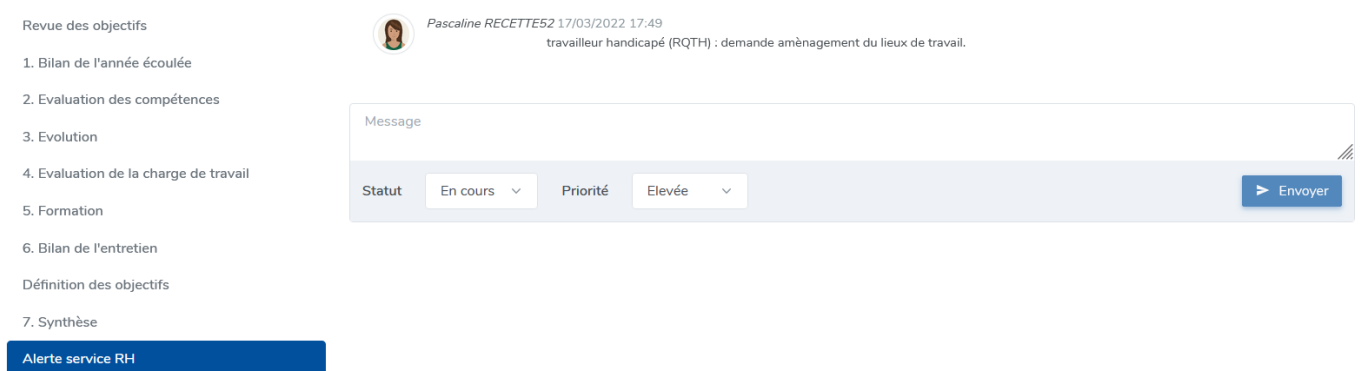 Revue des objectifs
1. Bilan de l'année écoulée
2. Evaluation des compétences
3. Evolution
4. Evaluation de la charge de travail
5. Formation
6. Bilan de l'entretien
Définition des objectifs
7. Synthèse
Alerte service RH
Pascaline RECETTE52 17/03/2022 17:49
travailleur handicapé (RQTH) : demande amènagement du lieux de travail.
Message
Statut En cours Priorité Elevée Envoyer